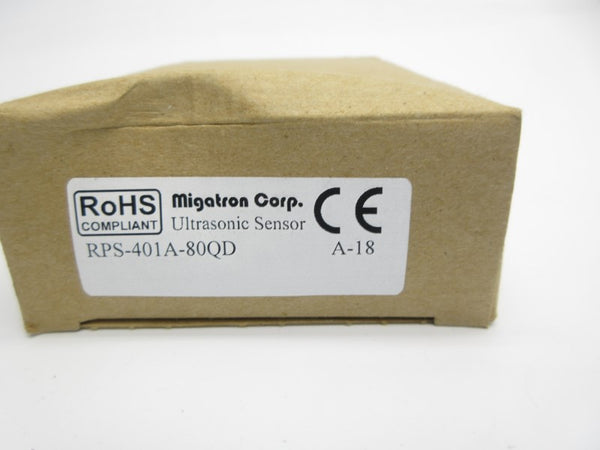 RoHS
COMPLIANT
Migatron Corp.
Ultrasonic Sensor
CE
RPS-401A-80QD A-18